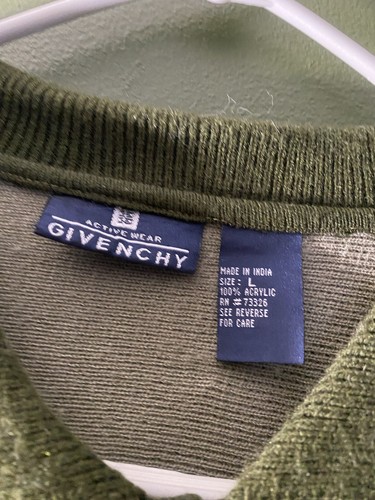 ACTIVE WEAR
GIVENCHY
MADE IN INDIA
SIZE: L
100% ACRYLIC
RN #73326
SEE REVERSE
FOR CARE